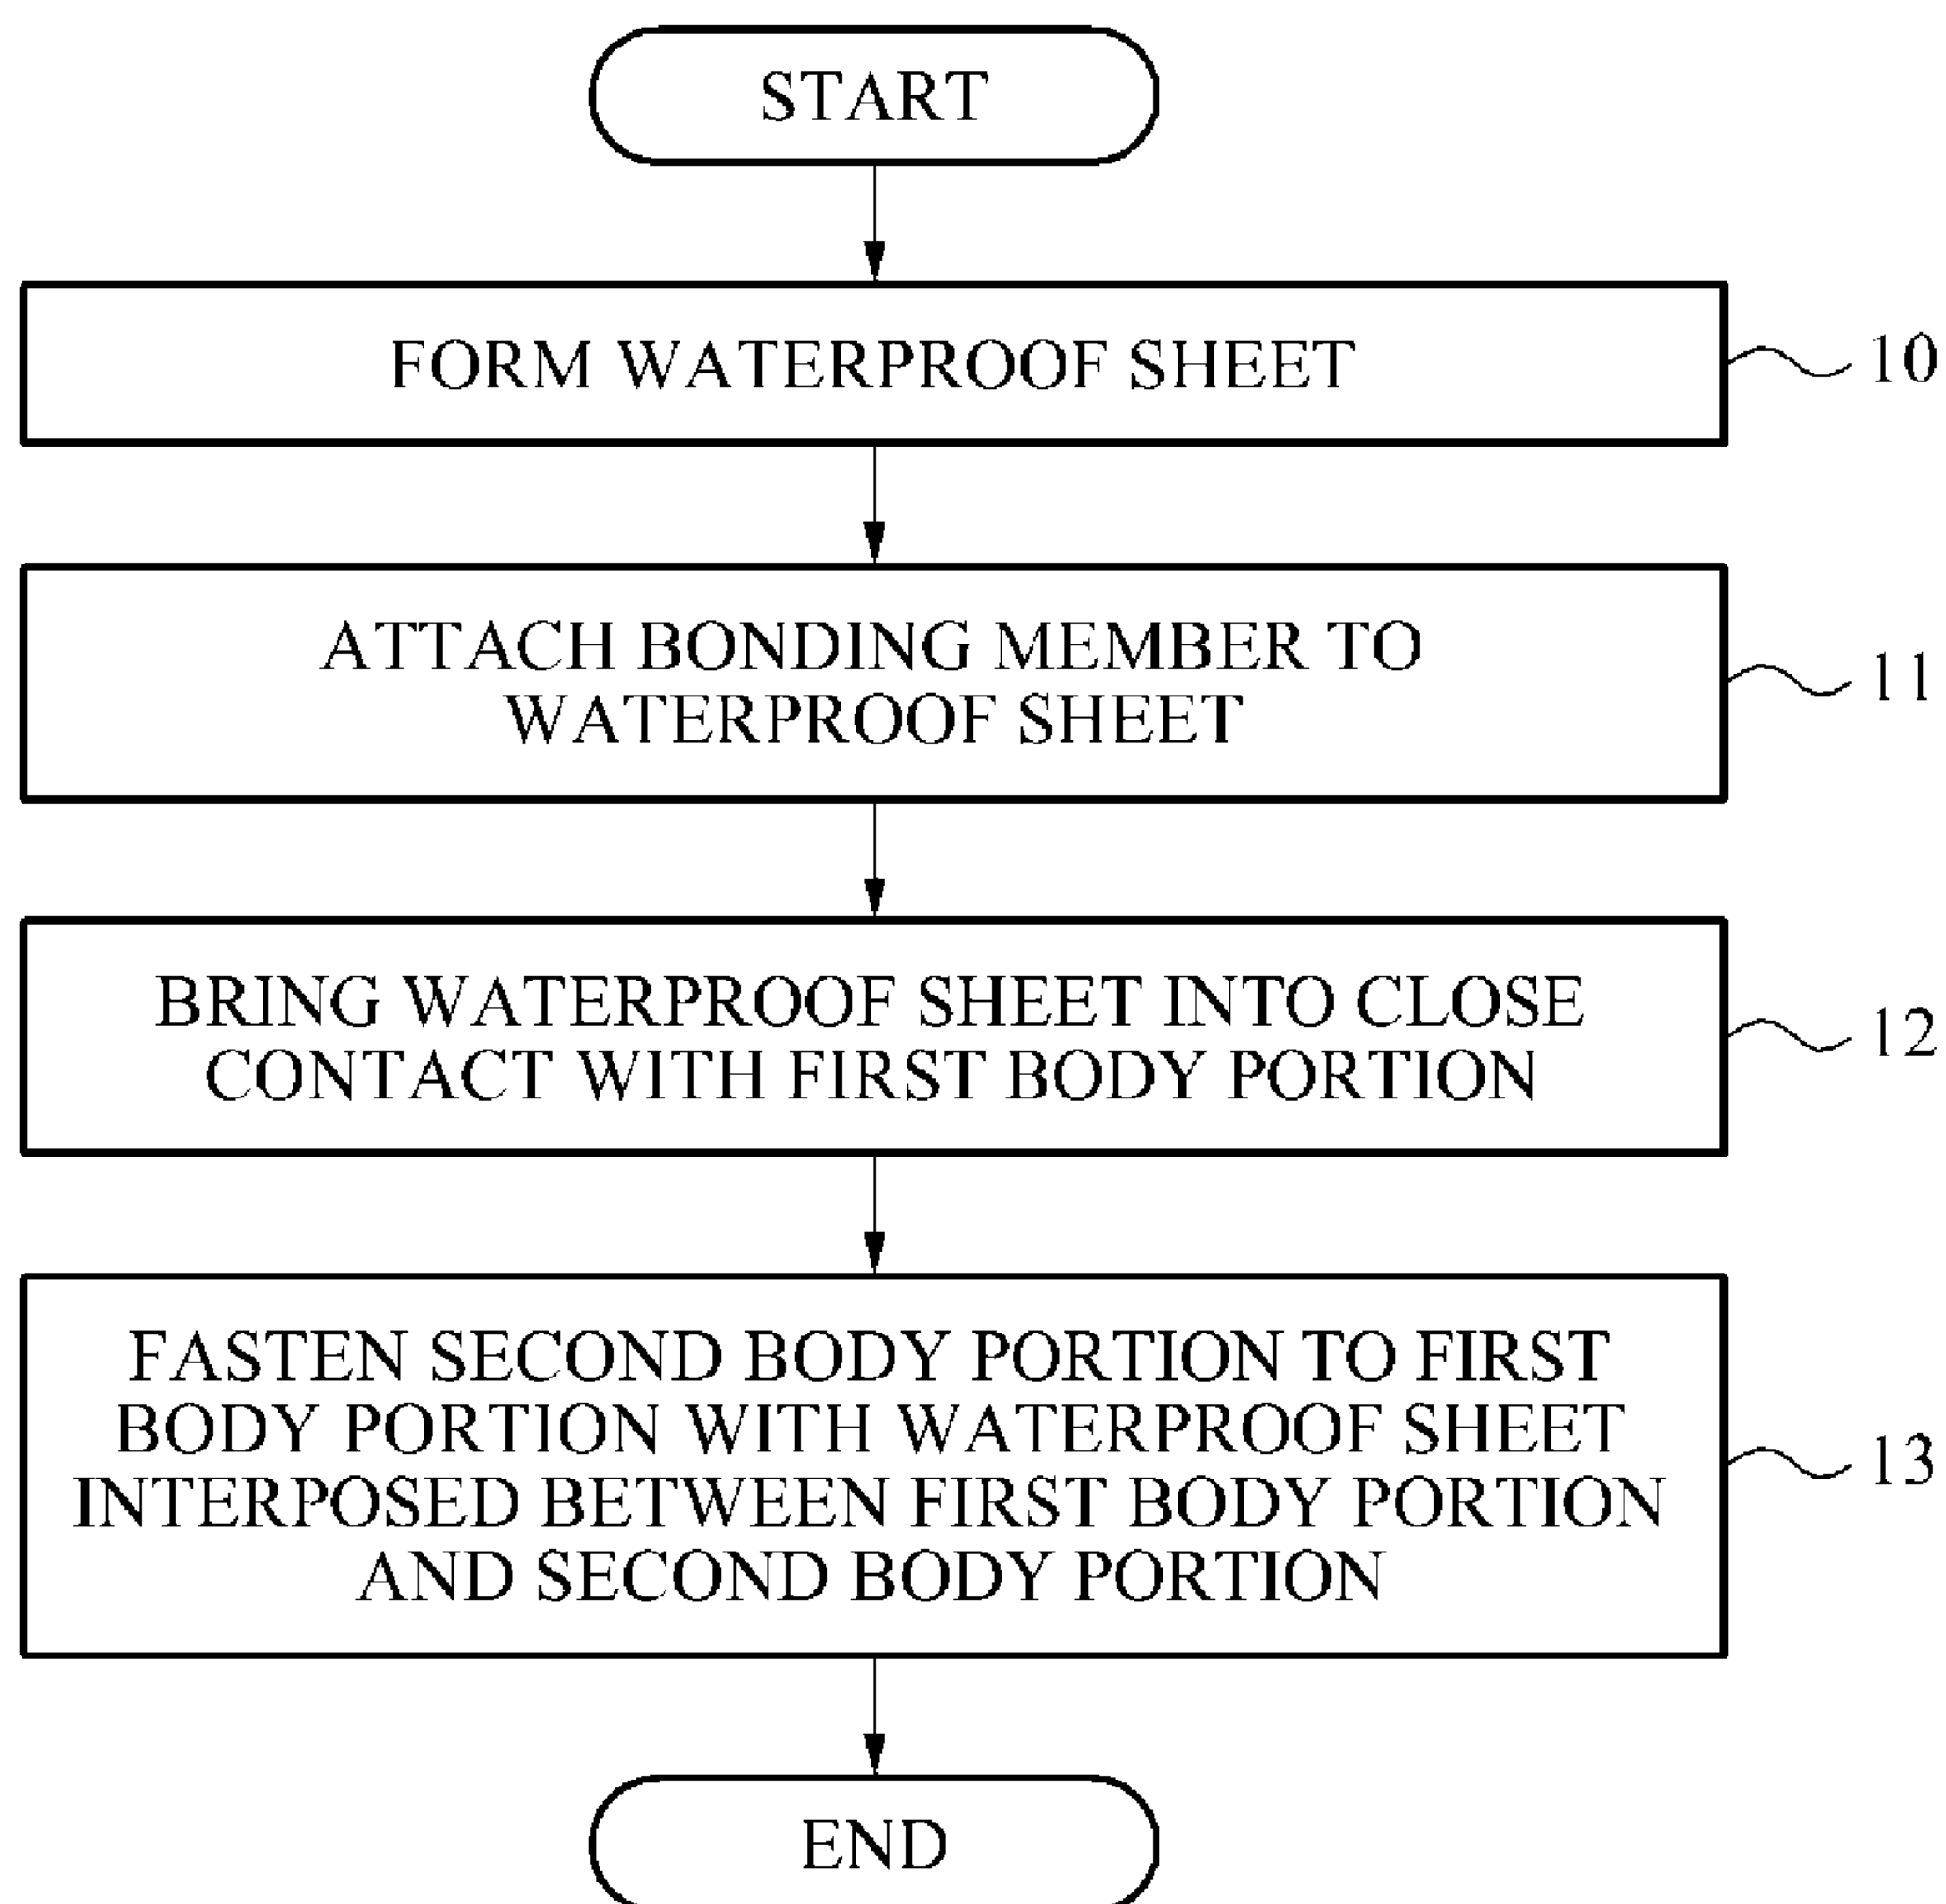 START
FORM WATERPROOF SHEET
10
ATTACH BONDING MEMBER TO
WATERPROOF SHEET
11
BRING WATERPROOF SHEET INTO CLOSE
CONTACT WITH FIRST BODY PORTION
12
FASTEN SECOND BODY PORTION TO FIRST
BODY PORTION WITH WATERPROOF SHEET
INTERPOSED BETWEEN FIRST BODY PORTION
AND SECOND BODY PORTION
13
END